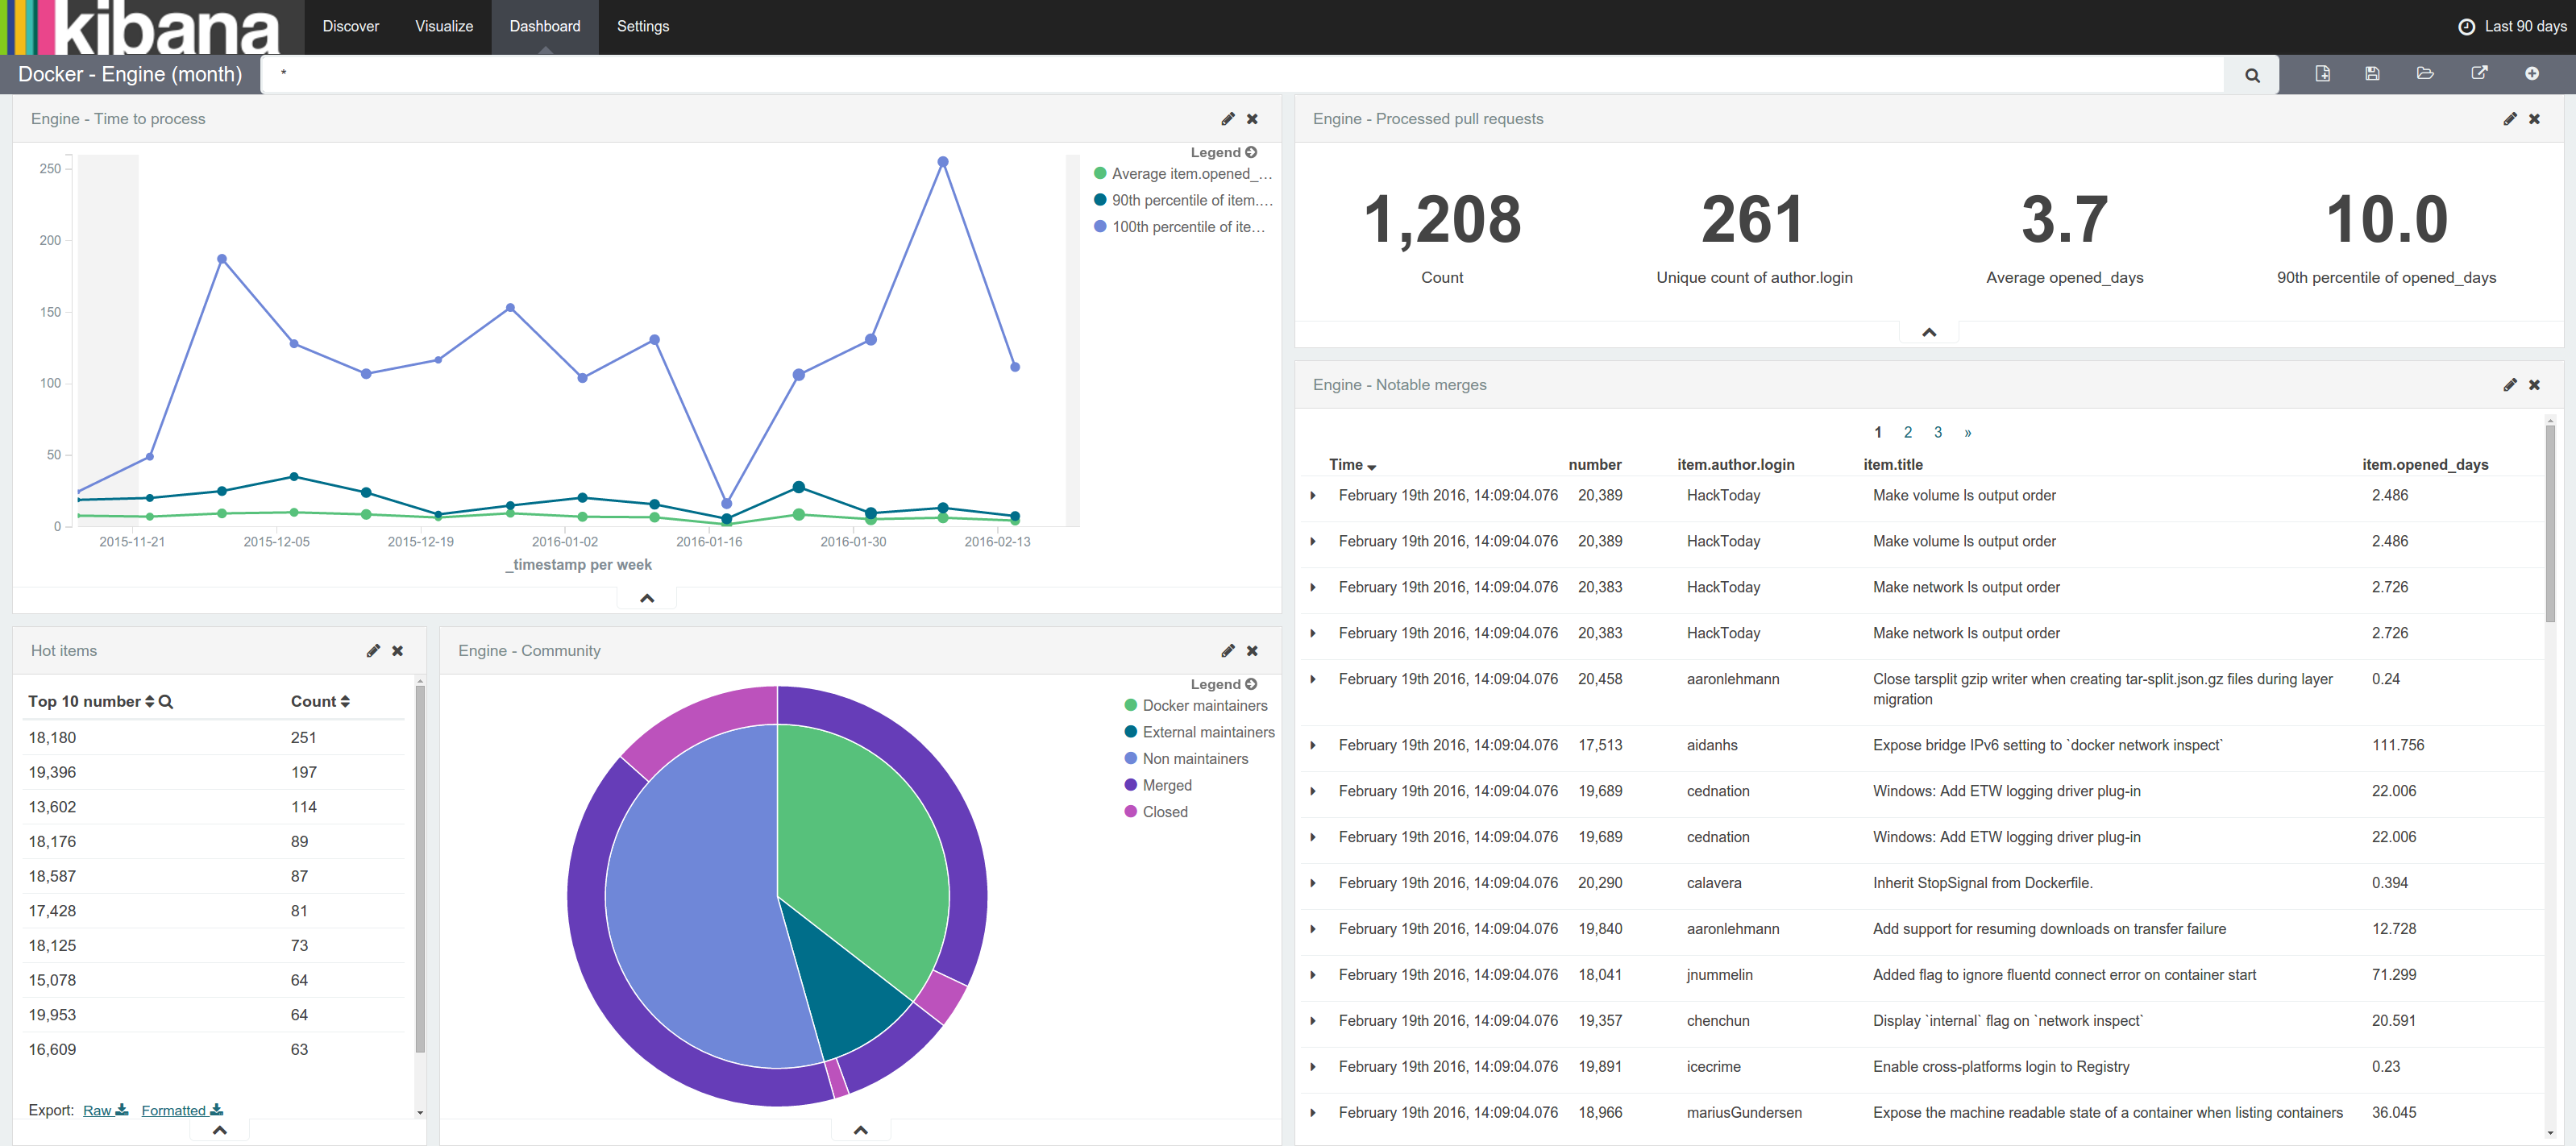 kibana
Discover Visualize Dashboard Settings
Last 90 days
Docker - Engine (month) *
Engine - Time to process
Legend
Average item.opened_...
90th percentile of item....
100th percentile of ite...
250
200
150
100
50
0
2015-11-21 2015-12-05 2015-12-19 2016-01-02 2016-01-16 2016-01-30 2016-02-13
_timestamp per week
Engine - Processed pull requests
1,208 261 3.7 10.0
Count Unique count of author.login Average opened_days 90th percentile of opened_days
Hot items
Top 10 number Count
18,180 251
19,396 197
13,602 114
18,176 89
18,587 87
17,428 81
18,125 73
15,078 64
19,953 64
16,609 63
Export: Raw Formatted
Engine - Community
Legend
Docker maintainers
External maintainers
Non maintainers
Merged
Closed
Engine - Notable merges
1 2 3 »
Time number item.author.login item.title item.opened_days
February 19th 2016, 14:09:04.076 20,389 HackToday Make volume ls output order 2.486
February 19th 2016, 14:09:04.076 20,389 HackToday Make volume ls output order 2.486
February 19th 2016, 14:09:04.076 20,383 HackToday Make network ls output order 2.726
February 19th 2016, 14:09:04.076 20,383 HackToday Make network ls output order 2.726
February 19th 2016, 14:09:04.076 20,458 aaronlehmann Close tarsplit gzip writer when creating tar-split.json.gz files during layer 0.24
migration
February 19th 2016, 14:09:04.076 17,513 aidanhs Expose bridge IPv6 setting to `docker network inspect` 111.756
February 19th 2016, 14:09:04.076 19,689 cednation Windows: Add ETW logging driver plug-in 22.006
February 19th 2016, 14:09:04.076 19,689 cednation Windows: Add ETW logging driver plug-in 22.006
February 19th 2016, 14:09:04.076 20,290 calavera Inherit StopSignal from Dockerfile. 0.394
February 19th 2016, 14:09:04.076 19,840 aaronlehmann Add support for resuming downloads on transfer failure 12.728
February 19th 2016, 14:09:04.076 18,041 jnummelin Added flag to ignore fluentd connect error on container start 71.299
February 19th 2016, 14:09:04.076 19,357 chenchun Display `internal` flag on `network inspect` 20.591
February 19th 2016, 14:09:04.076 19,891 icecrime Enable cross-platforms login to Registry 0.23
February 19th 2016, 14:09:04.076 18,966 mariusGundersen Expose the machine readable state of a container when listing containers 36.045